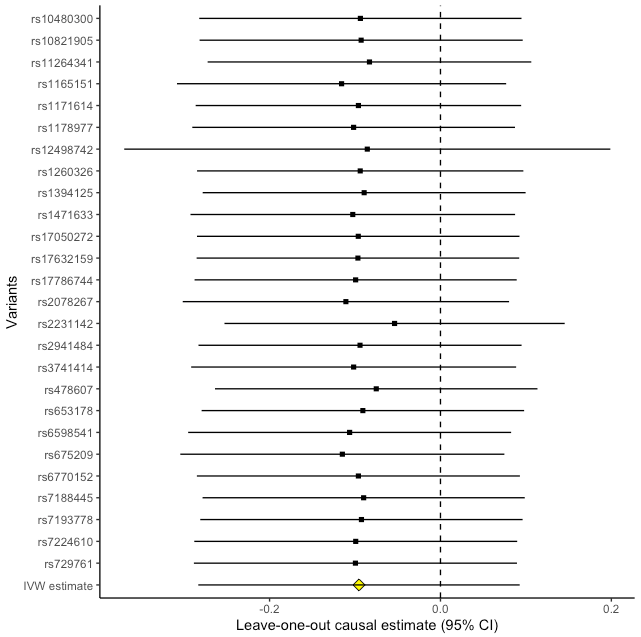 rs10480300
rs10821905
rs11264341
rs1165151
rs1171614
rs1178977
rs12498742
rs1260326
rs1394125
rs1471633
rs17050272
rs17632159
rs17786744
rs2078267
rs2231142
rs2941484
rs3741414
rs478607
rs653178
rs6598541
rs675209
rs6770152
rs7188445
rs7193778
rs7224610
rs729761
IVW estimate
Variants
-0.2 0.0 0.2
Leave-one-out causal estimate (95% CI)